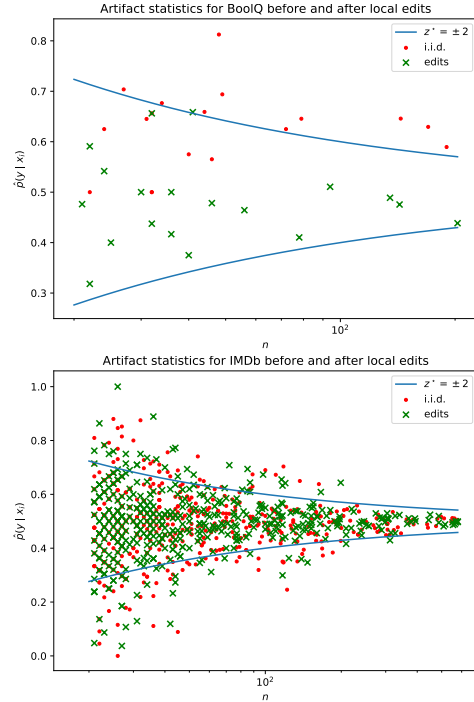 Artifact statistics for BoolQ before and after local edits
z* = ±2
i.i.d.
edits
0.8
0.7
0.6
0.5
0.4
0.3
p̂(y | xᵢ)
10²
n
Artifact statistics for IMDb before and after local edits
z* = ±2
i.i.d.
edits
1.0
0.8
0.6
0.4
0.2
0.0
p̂(y | xᵢ)
10²
n